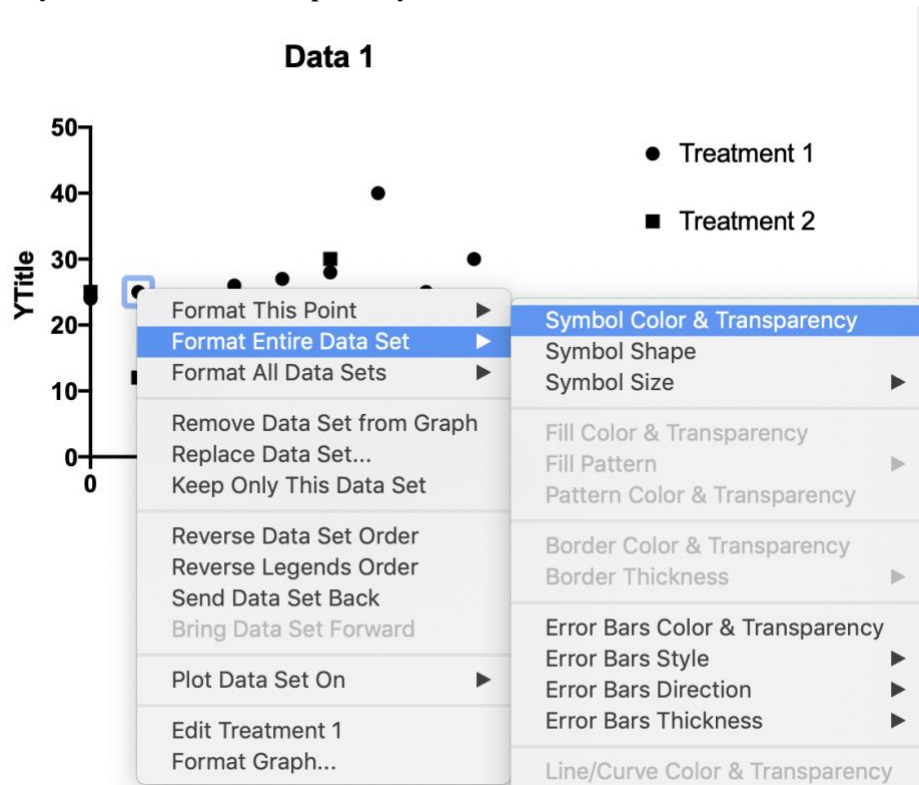 Data 1
50
40
30
20
10
0
0
YTitle
Treatment 1
Treatment 2
Format This Point
Format Entire Data Set
Format All Data Sets
Remove Data Set from Graph
Replace Data Set...
Keep Only This Data Set
Reverse Data Set Order
Reverse Legends Order
Send Data Set Back
Bring Data Set Forward
Plot Data Set On
Edit Treatment 1
Format Graph...
Symbol Color & Transparency
Symbol Shape
Symbol Size
Fill Color & Transparency
Fill Pattern
Pattern Color & Transparency
Border Color & Transparency
Border Thickness
Error Bars Color & Transparency
Error Bars Style
Error Bars Direction
Error Bars Thickness
Line/Curve Color & Transparency